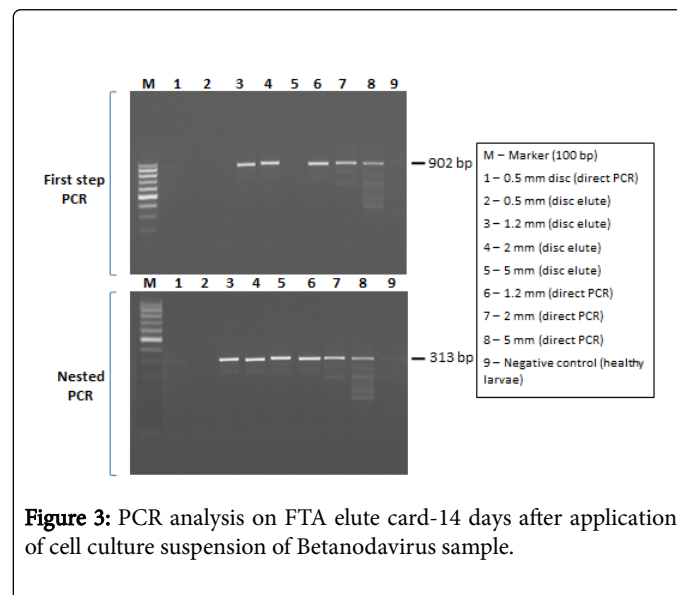 M 1 2 3 4 5 6 7 8 9
First step
PCR
902 bp
M 1 2 3 4 5 6 7 8 9
Nested
PCR
313 bp
M – Marker (100 bp)
1 – 0.5 mm disc (direct PCR)
2 – 0.5 mm (disc elute)
3 – 1.2 mm (disc elute)
4 – 2 mm (disc elute)
5 – 5 mm (disc elute)
6 – 1.2 mm (direct PCR)
7 – 2 mm (direct PCR)
8 – 5 mm (direct PCR)
9 – Negative control (healthy
larvae)
Figure 3: PCR analysis on FTA elute card-14 days after application
of cell culture suspension of Betanodavirus sample.